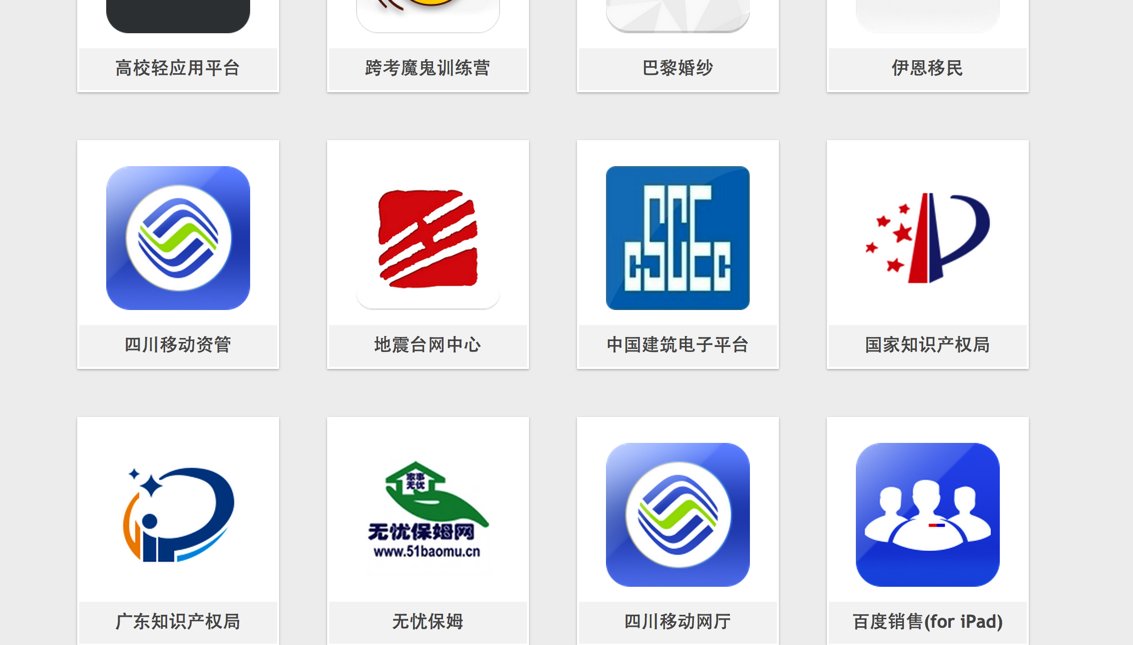 高校轻应用平台
跨考魔鬼训练营
巴黎婚纱
伊恩移民
CSCEC
四川移动资管
地震台网中心
中国建筑电子平台
国家知识产权局
家事
无忧
无忧保姆网
www.51baomu.cn
广东知识产权局
无忧保姆
四川移动网厅
百度销售(for iPad)